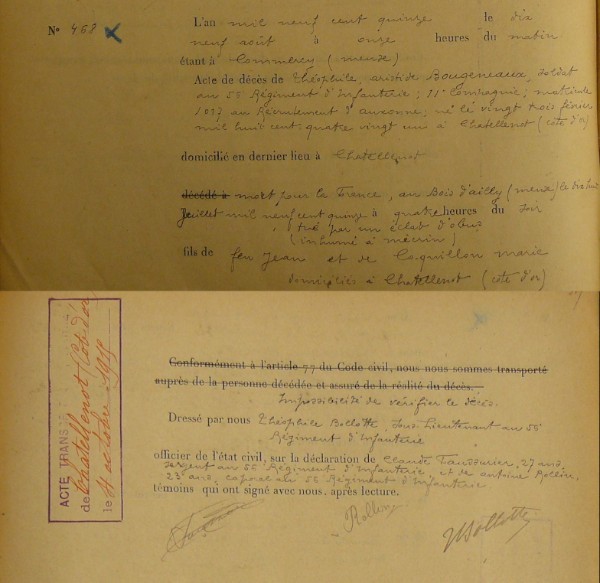 N° 468
L'an mil neuf cent quinze le dix
neuf août à onze heures du matin
étant à Commercy (meuse)
Acte de décès de Théophile, aristide Bougeneaux, soldat
au 56 Régiment d'Infanterie; 11e Compagnie; matricule
1037 au Recrutement d'auxonne, né le vingt trois février
mil huit cent quatre vingt un à Chatellenot (côte d'or)
domicilié en dernier lieu à Chatellenot
décédé à mort pour la France, au Bois d'ailly (meuse) le dix huit
Juillet mil neuf cent quinze à quatre heures du soir
tué par un éclat d'obus
(inhumé à mécrin)
fils de feu Jean et de Coquillon marie
domiciliés à Chatellenot (côte d'or)
Conformément à l'article 77 du Code civil, nous nous sommes transporté
auprès de la personne décédée et assuré de la réalité du décès.
Impossibilité de vérifier le décès.
Dressé par nous Théophile Bollotte, Sous Lieutenant au 56
Régiment d'Infanterie
officier de l'état civil, sur la déclaration de Claude 27 ans
sergent au 56 Régiment d'Infanterie, et de antoine Rollin,
23 ans, caporal au 56 Régiment d'Infanterie
témoins qui ont signé avec nous, après lecture.
Rollin
Bollotte
ACTE TRANS
de Chatellenot (Côte d'or
le 4 octobre 1915